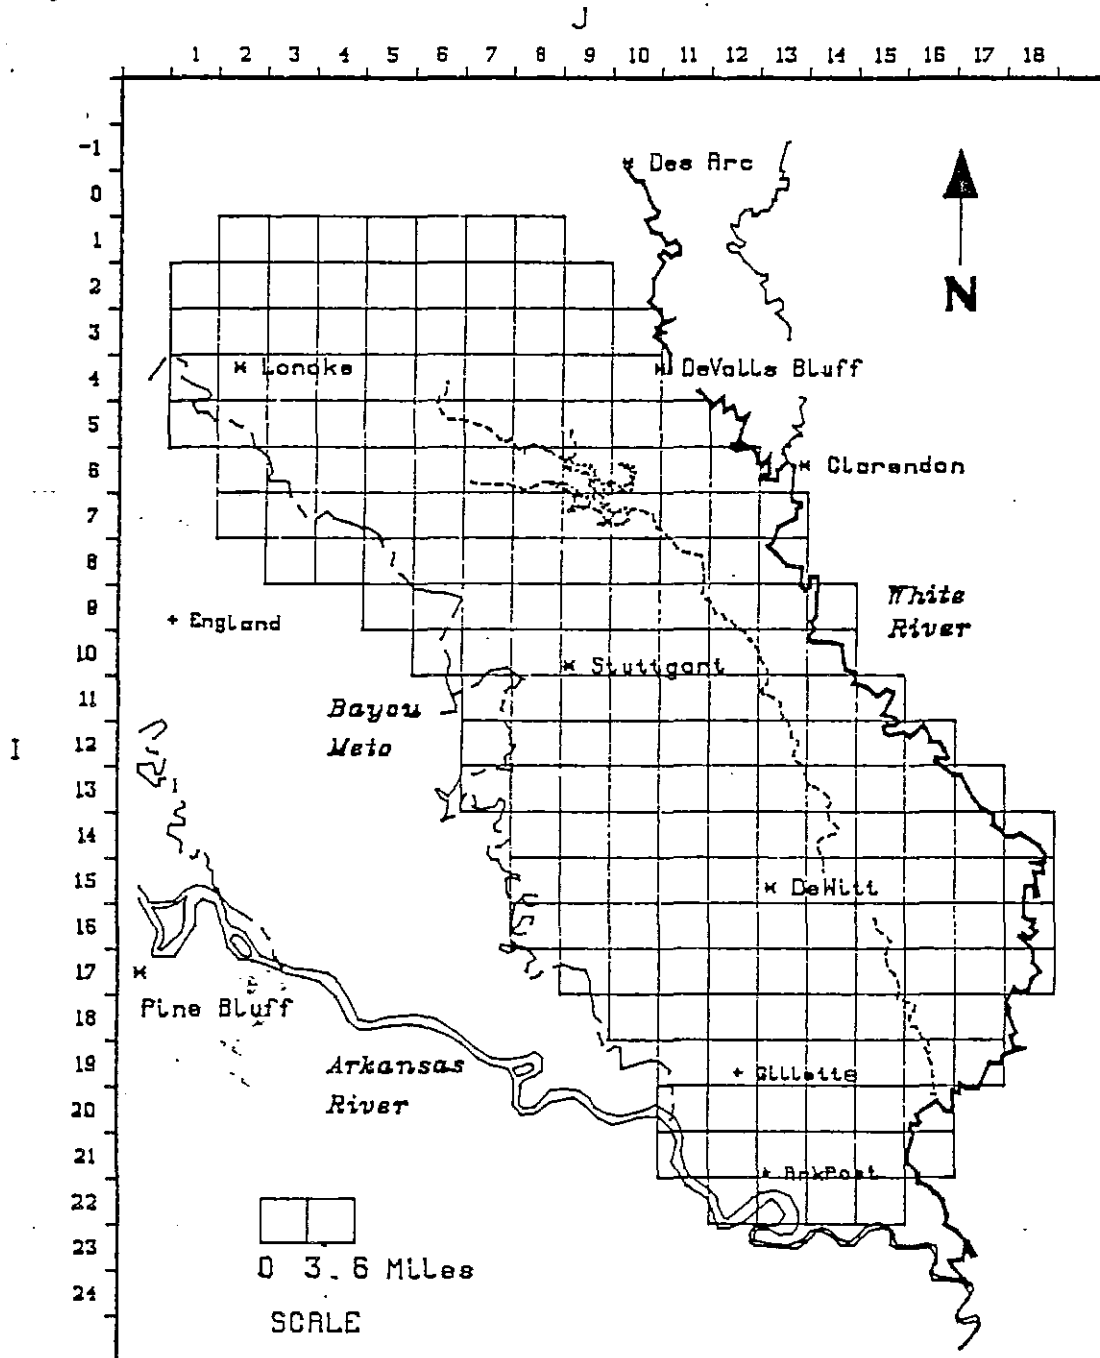 J
1 2 3 4 5 6 7 8 9 10 11 12 13 14 15 16 17 18
-1
Des Arc
0
1
2
N
3
4
Lonoke
DeValls Bluff
5
6
Clarendon
7
8
9
England
White
River
10
Stuttgart
11
Bayou
Meto
12
I
13
14
15
DeWitt
16
17
Pine Bluff
18
19
Arkansas
River
Gillette
20
21
ArkPost
22
23
0 3.6 Miles
24
SCALE